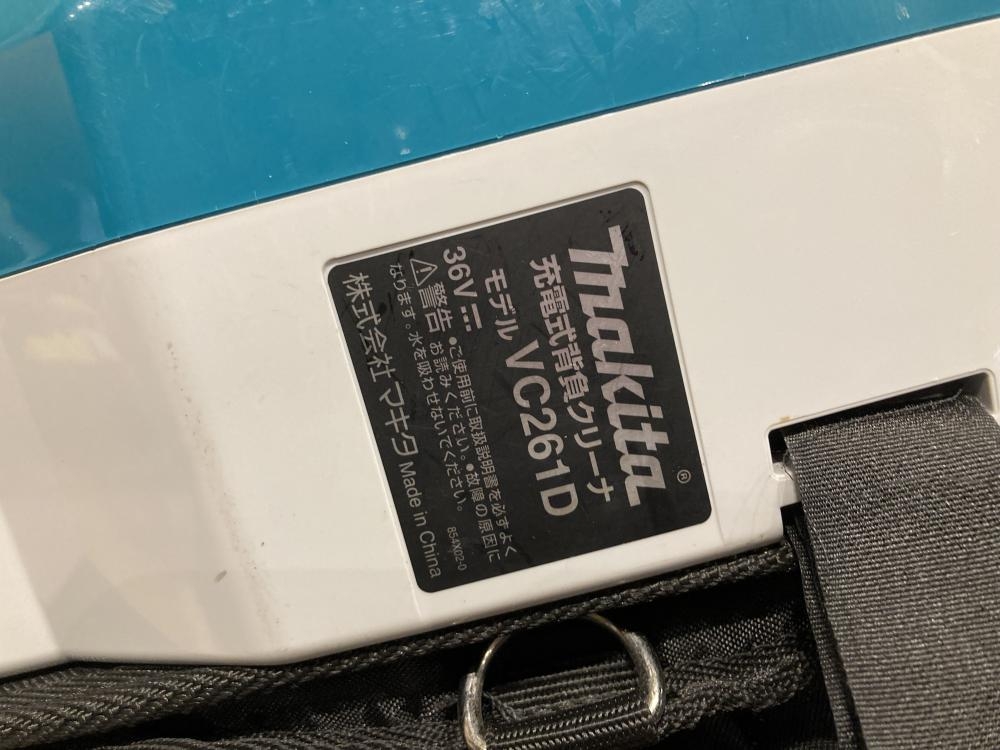 makita®
充電式背負クリーナ
モデル VC261D
36V⎓
⚠警告 •ご使用前に取扱説明書を必ずよく
お読みください。•故障の原因に
なります。水を吸わせないでください。
854X02-0
株式会社 マキタ Made in China